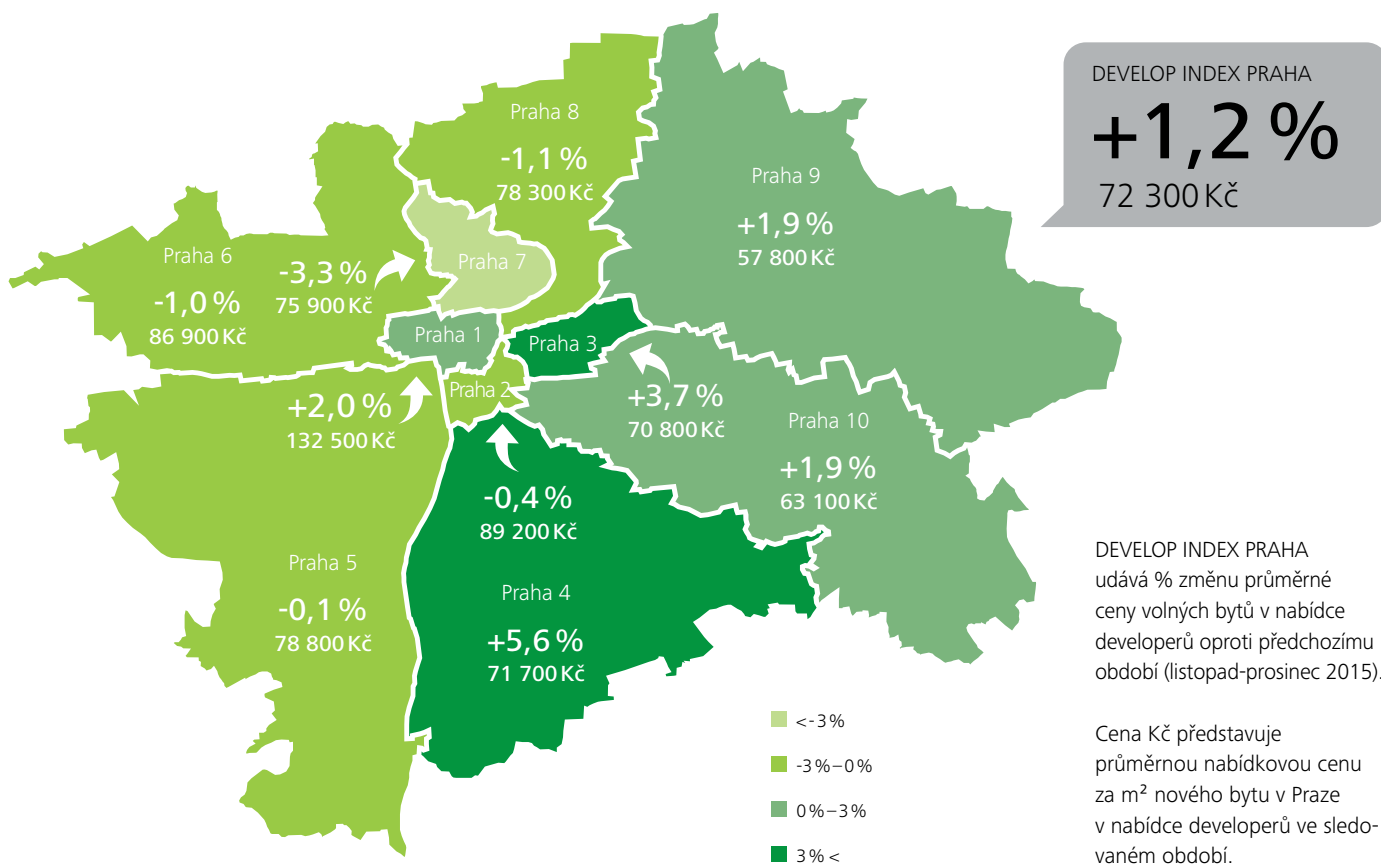 DEVELOP INDEX PRAHA
+1,2 %
72 300 Kč
Praha 8
-1,1 %
78 300 Kč
Praha 9
+1,9 %
57 800 Kč
Praha 6
-1,0 %
86 900 Kč
-3,3 %
75 900 Kč
Praha 7
Praha 1
Praha 3
Praha 2
+2,0 %
132 500 Kč
+3,7 %
70 800 Kč
Praha 10
+1,9 %
63 100 Kč
-0,4 %
89 200 Kč
Praha 5
-0,1 %
78 800 Kč
Praha 4
+5,6 %
71 700 Kč
<-3%
-3%–0%
0%–3%
3% <
DEVELOP INDEX PRAHA
udává % změnu průměrné
ceny volných bytů v nabídce
developerů oproti předchozímu
období (listopad-prosinec 2015).
Cena Kč představuje
průměrnou nabídkovou cenu
za m² nového bytu v Praze
v nabídce developerů ve sledo-
vaném období.